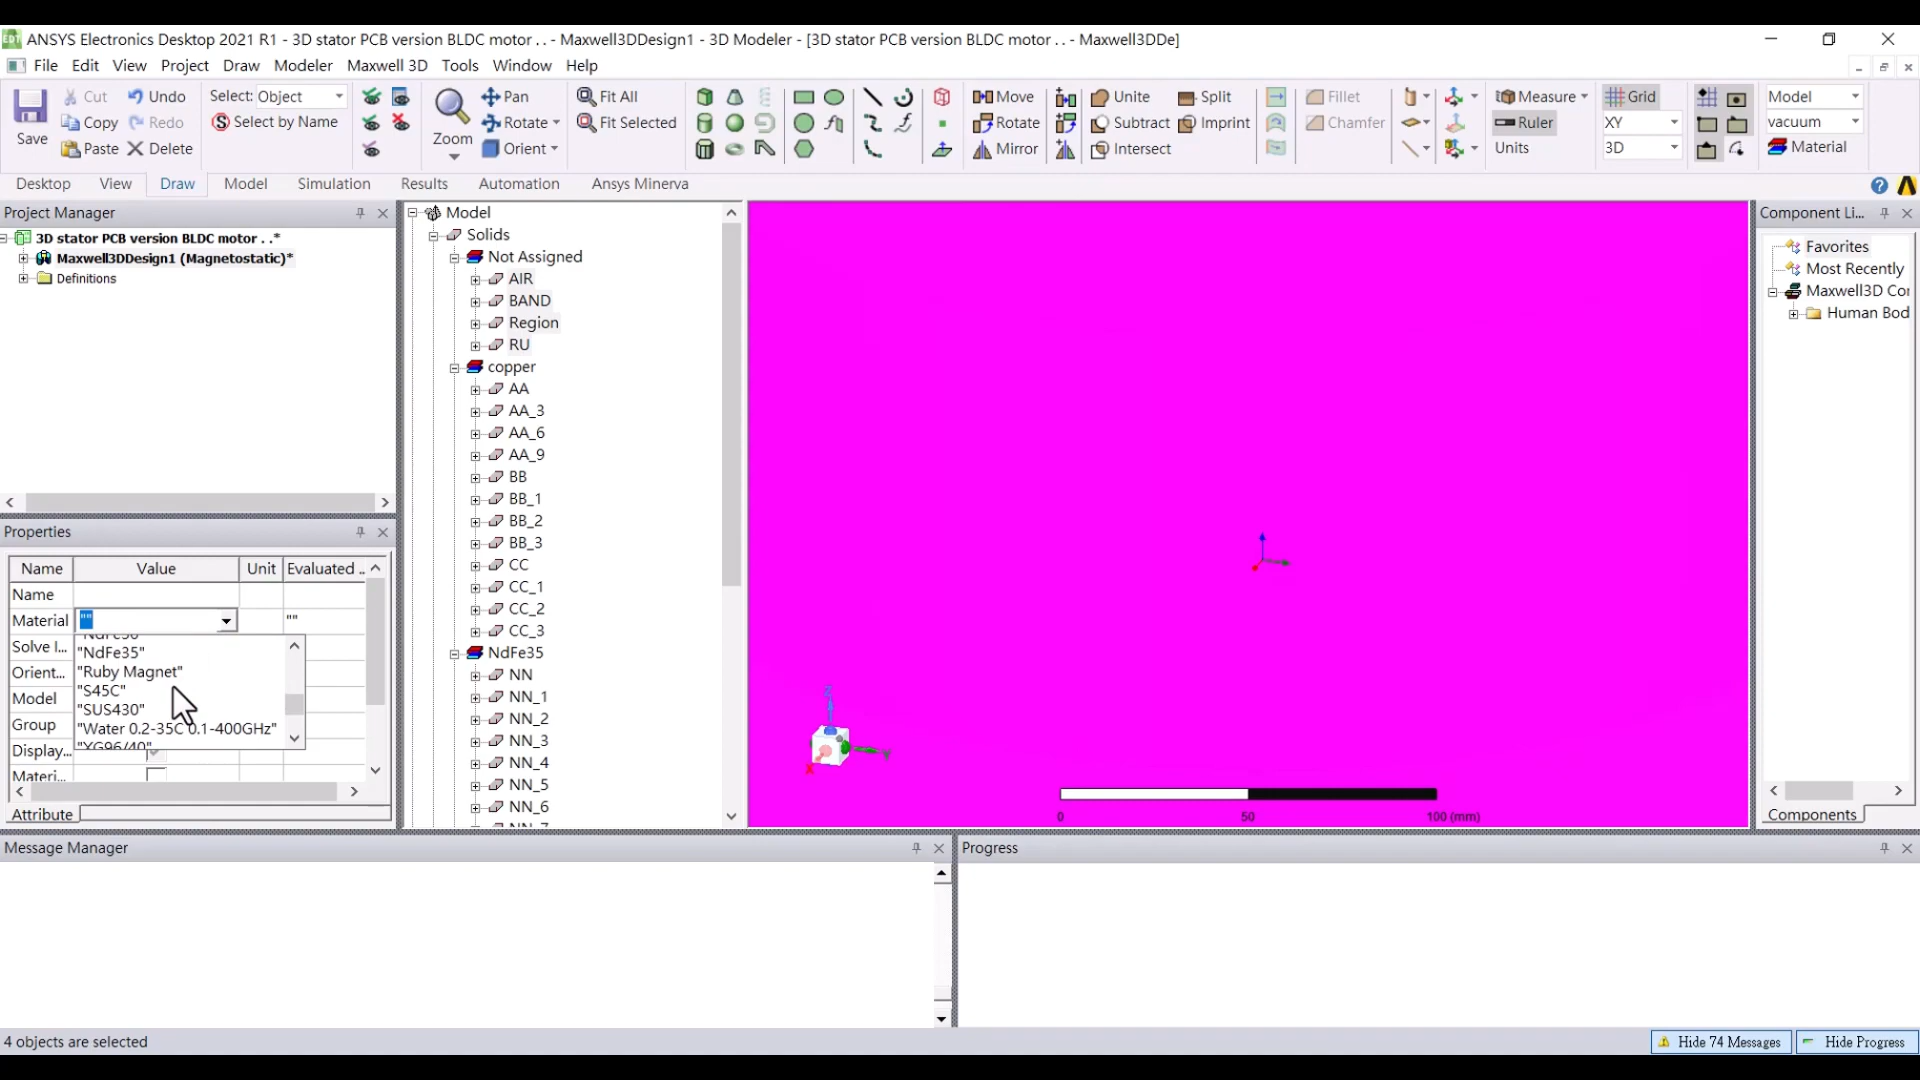 ANSYS Electronics Desktop 2021 R1 - 3D stator PCB version BLDC motor . . - Maxwell3DDesign1 - 3D Modeler - [3D stator PCB version BLDC motor . . - Maxwell3DDe]
File Edit View Project Draw Modeler Maxwell 3D Tools Window Help
Save Cut Copy Paste Undo Redo Delete
Select: Object
Select by Name
Zoom Pan Rotate Orient
Fit All
Fit Selected
Move Rotate Mirror
Unite Subtract Intersect
Split Imprint
Fillet Chamfer
Measure Ruler Units
Grid XY 3D
Model vacuum Material
Desktop View Draw Model Simulation Results Automation Ansys Minerva
Project Manager
3D stator PCB version BLDC motor . .*
Maxwell3DDesign1 (Magnetostatic)*
Definitions
Properties
Name Value Unit Evaluated ..
Name
Material "" ""
Solve I...
Orient...
Model
Group
Display...
Materi...
"NdFe35"
"Ruby Magnet"
"S45C"
"SUS430"
"Water 0.2-35C 0.1-400GHz"
"XG96/40"
Attribute
Model
Solids
Not Assigned
AIR
BAND
Region
RU
copper
AA
AA_3
AA_6
AA_9
BB
BB_1
BB_2
BB_3
CC
CC_1
CC_2
CC_3
NdFe35
NN
NN_1
NN_2
NN_3
NN_4
NN_5
NN_6
Z
Y
X
0 50 100 (mm)
Component Li...
Favorites
Most Recently
Maxwell3D Co
Human Bod
Components
Message Manager
Progress
4 objects are selected
Hide 74 Messages
Hide Progress